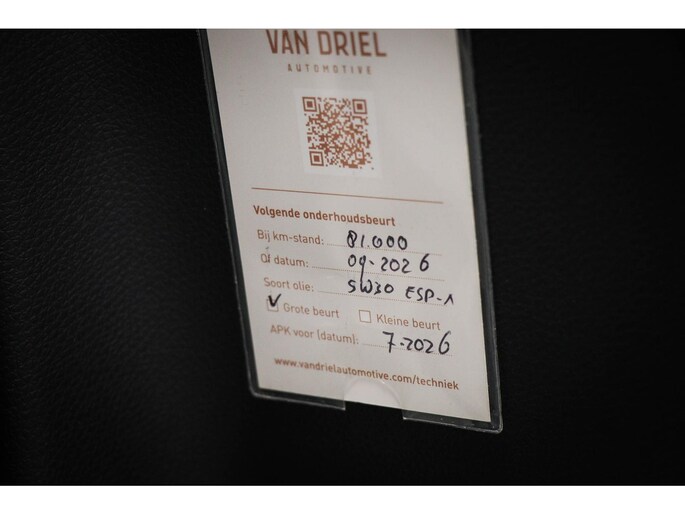 VAN DRIEL
AUTOMOTIVE
Volgende onderhoudsbeurt
Bij km-stand: 81.000
Of datum: 09-2026
Soort olie: 5W30 ESP-1
Grote beurt Kleine beurt
APK voor (datum): 7-2026
www.vandrielautomotive.com/techniek